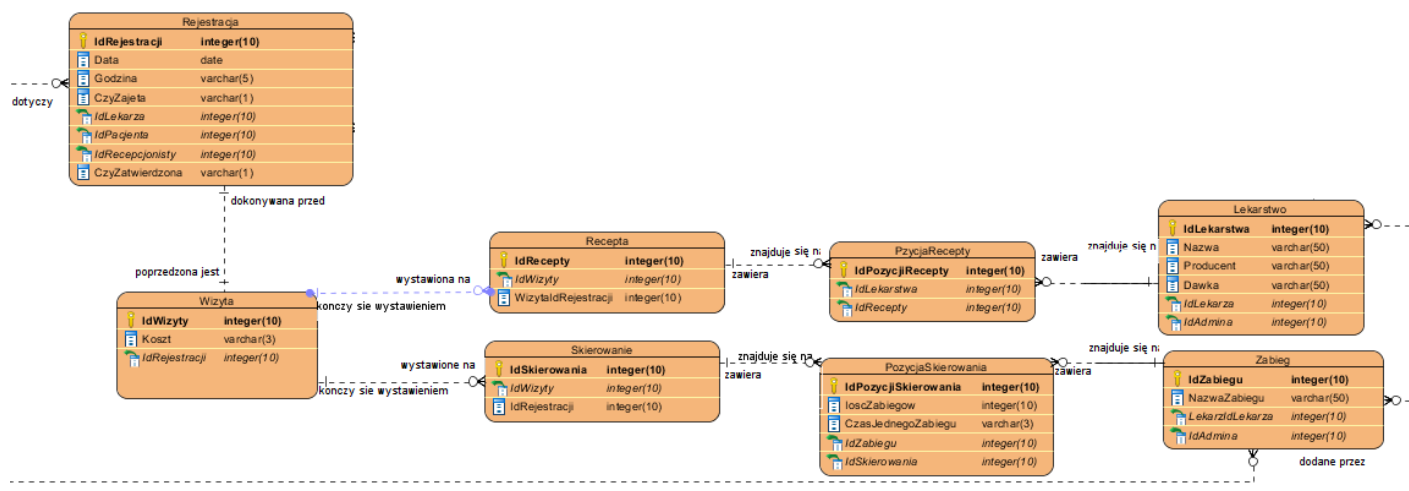 Rejestracja
IdRejestracji integer(10)
Data date
Godzina varchar(5)
CzyZajeta varchar(1)
IdLekarza integer(10)
IdPacjenta integer(10)
IdRecepcjonisty integer(10)
CzyZatwierdzona varchar(1)
dotyczy
dokonywana przed
poprzedzona jest
Wizyta
IdWizyty integer(10)
Koszt varchar(3)
IdRejestracji integer(10)
wystawiona na
konczy sie wystawieniem
wystawione na
konczy sie wystawieniem
Recepta
IdRecepty integer(10)
IdWizyty integer(10)
WizytaIdRejestracji integer(10)
Skierowanie
IdSkierowania integer(10)
IdWizyty integer(10)
IdRejestracji integer(10)
znajduje się na
zawiera
znajduje się na
zawiera
PzycjaRecepty
IdPozycjiRecepty integer(10)
IdLekarstwa integer(10)
IdRecepty integer(10)
PozycjaSkierowania
IdPozycjiSkierowania integer(10)
IloscZabiegow integer(10)
CzasJednegoZabiegu varchar(3)
IdZabiegu integer(10)
IdSkierowania integer(10)
znajduje się n
zawiera
znajduje się na
zawiera
Lekarstwo
IdLekarstwa integer(10)
Nazwa varchar(50)
Producent varchar(50)
Dawka varchar(50)
IdLekarza integer(10)
IdAdmina integer(10)
Zabieg
IdZabiegu integer(10)
NazwaZabiegu varchar(50)
LekarzIdLekarza integer(10)
IdAdmina integer(10)
dodane przez